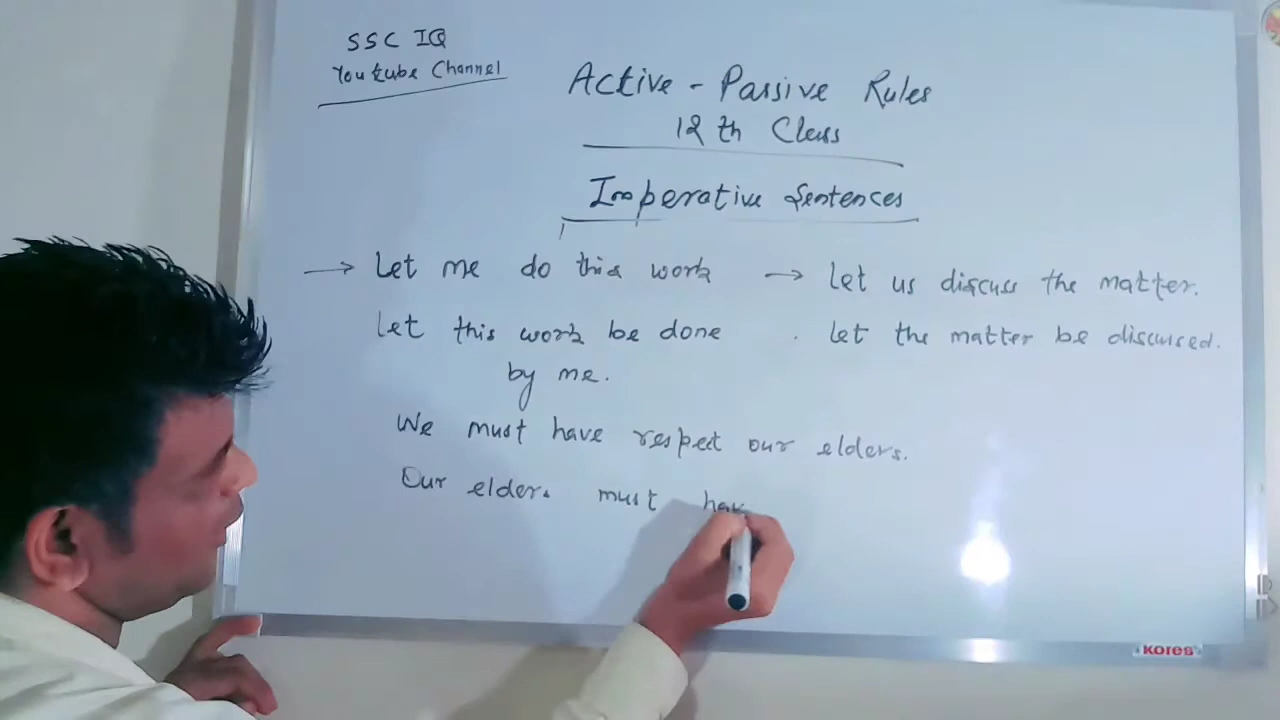 SSC IQ
Youtube Channel
Active - Passive Rules
12th Class
Imperative Sentences
→ Let me do this work
let this work be done
by me.
→ let us discuss the matter.
let the matter be discussed.
We must have respect our elders.
Our elders must hav
Kores